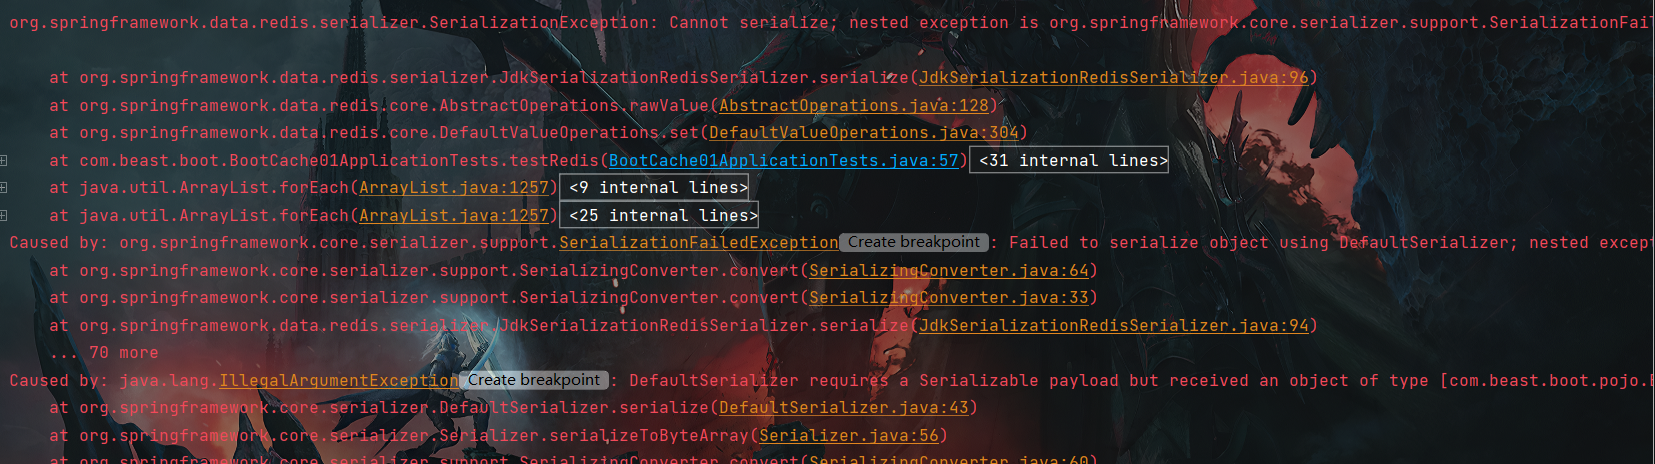 org.springframework.data.redis.serializer.SerializationException: Cannot serialize; nested exception is org.springframework.core.serializer.support.SerializationFail
at org.springframework.data.redis.serializer.JdkSerializationRedisSerializer.serialize(JdkSerializationRedisSerializer.java:96)
at org.springframework.data.redis.core.AbstractOperations.rawValue(AbstractOperations.java:128)
at org.springframework.data.redis.core.DefaultValueOperations.set(DefaultValueOperations.java:304)
at com.beast.boot.BootCache01ApplicationTests.testRedis(BootCache01ApplicationTests.java:57) <31 internal lines>
at java.util.ArrayList.forEach(ArrayList.java:1257) <9 internal lines>
at java.util.ArrayList.forEach(ArrayList.java:1257) <25 internal lines>
Caused by: org.springframework.core.serializer.support.SerializationFailedException Create breakpoint : Failed to serialize object using DefaultSerializer; nested except
at org.springframework.core.serializer.support.SerializingConverter.convert(SerializingConverter.java:64)
at org.springframework.core.serializer.support.SerializingConverter.convert(SerializingConverter.java:33)
at org.springframework.data.redis.serializer.JdkSerializationRedisSerializer.serialize(JdkSerializationRedisSerializer.java:94)
... 70 more
Caused by: java.lang.IllegalArgumentException Create breakpoint : DefaultSerializer requires a Serializable payload but received an object of type [com.beast.boot.pojo.
at org.springframework.core.serializer.DefaultSerializer.serialize(DefaultSerializer.java:43)
at org.springframework.core.serializer.Serializer.serializeToByteArray(Serializer.java:56)
at org.springframework.core.serializer.support.SerializingConverter.convert(SerializingConverter.java:60)